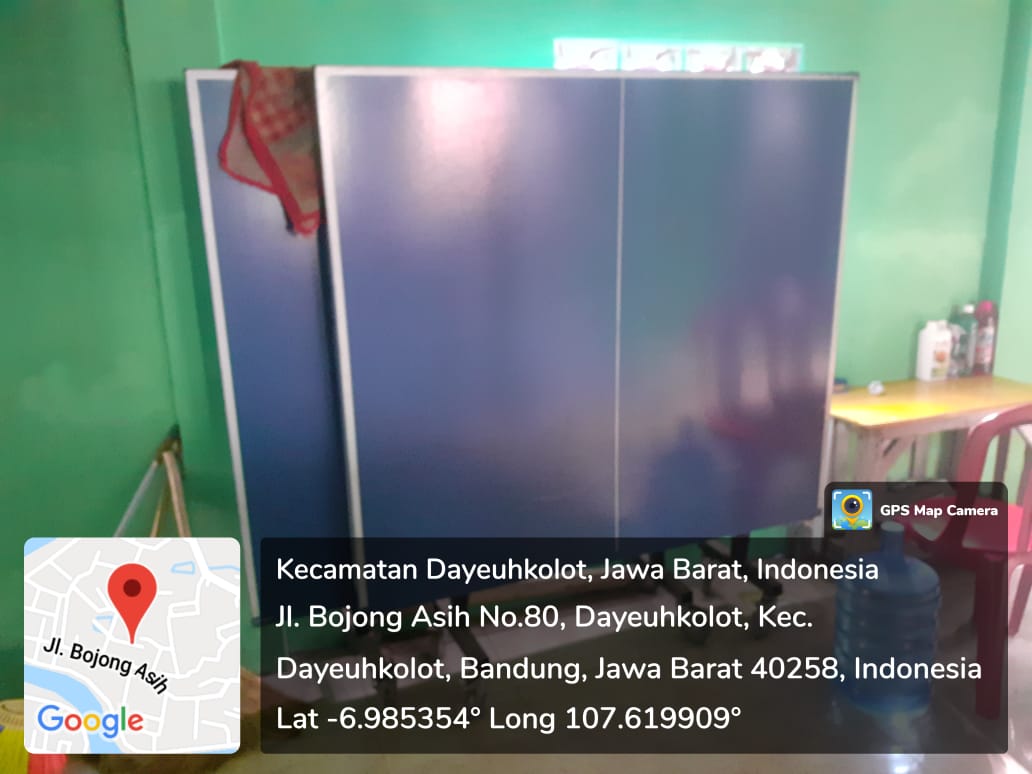 GPS Map Camera
Kecamatan Dayeuhkolot, Jawa Barat, Indonesia
Jl. Bojong Asih No.80, Dayeuhkolot, Kec.
Dayeuhkolot, Bandung, Jawa Barat 40258, Indonesia
Lat -6.985354° Long 107.619909°
Jl. Bojong Asih
Google